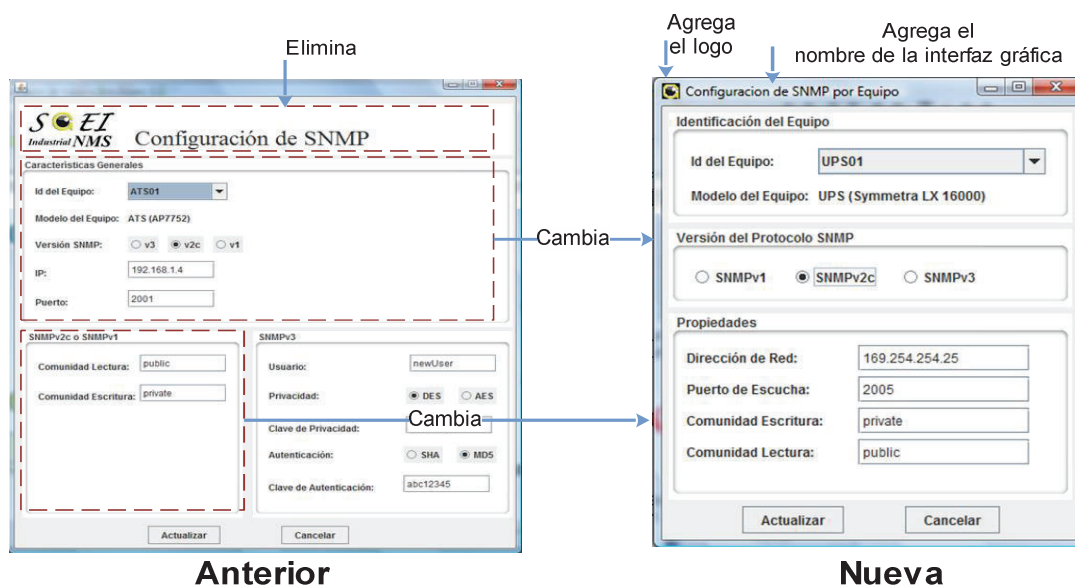 Elimina
Agrega
el logo
Agrega el
nombre de la interfaz gráfica
SGEI
Industrial NMS
Configuración de SNMP
Características Generales
Id del Equipo: ATS01
Modelo del Equipo: ATS (AP7752)
Versión SNMP: v3 v2c v1
IP: 192.168.1.4
Puerto: 2001
SNMPv2c o SNMPv1
Comunidad Lectura: public
Comunidad Escritura: private
SNMPv3
Usuario: newUser
Privacidad: DES AES
Clave de Privacidad:
Autenticación: SHA MD5
Clave de Autenticación: abc12345
Actualizar Cancelar
Anterior
Cambia
Cambia
Configuracion de SNMP por Equipo
Identificación del Equipo
Id del Equipo: UPS01
Modelo del Equipo: UPS (Symmetra LX 16000)
Versión del Protocolo SNMP
SNMPv1 SNMPv2c SNMPv3
Propiedades
Dirección de Red: 169.254.254.25
Puerto de Escucha: 2005
Comunidad Escritura: private
Comunidad Lectura: public
Actualizar Cancelar
Nueva